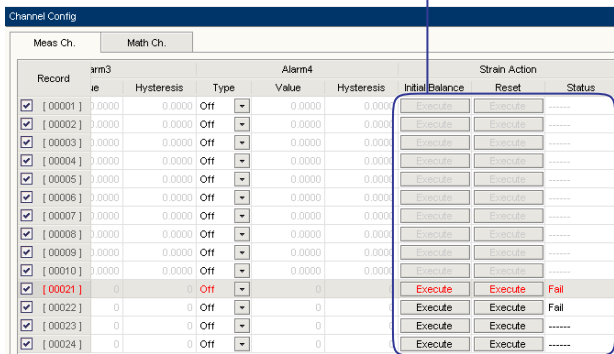 Channel Config
Meas Ch. Math Ch.
Record arm3 Alarm4 Strain Action
ue Hysteresis Type Value Hysteresis Initial Balance Reset Status
[ 00001 ] 0.0000 0.0000 Off 0.0000 0.0000 Execute Execute ------
[ 00002 ] 0.0000 0.0000 Off 0.0000 0.0000 Execute Execute ------
[ 00003 ] 0.0000 0.0000 Off 0.0000 0.0000 Execute Execute ------
[ 00004 ] 0.0000 0.0000 Off 0.0000 0.0000 Execute Execute ------
[ 00005 ] 0.0000 0.0000 Off 0.0000 0.0000 Execute Execute ------
[ 00006 ] 0.0000 0.0000 Off 0.0000 0.0000 Execute Execute ------
[ 00007 ] 0.0000 0.0000 Off 0.0000 0.0000 Execute Execute ------
[ 00008 ] 0.0000 0.0000 Off 0.0000 0.0000 Execute Execute ------
[ 00009 ] 0.0000 0.0000 Off 0.0000 0.0000 Execute Execute ------
[ 00010 ] 0.0000 0.0000 Off 0.0000 0.0000 Execute Execute ------
[ 00021 ] 0 0 Off 0 0 Execute Execute Fail
[ 00022 ] 0 0 Off 0 0 Execute Execute Fail
[ 00023 ] 0 0 Off 0 0 Execute Execute ------
[ 00024 ] 0 0 Off 0 0 Execute Execute ------